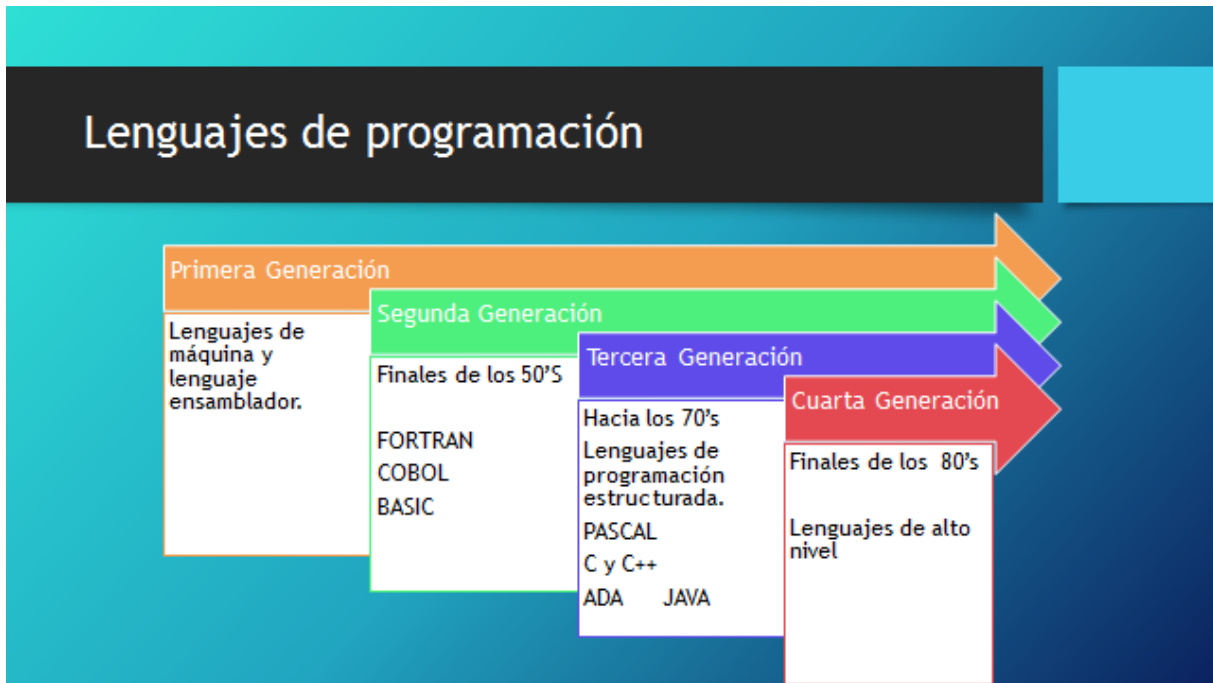 Lenguajes de programación
Primera Generación
Lenguajes de
máquina y
lenguaje
ensamblador.
Segunda Generación
Finales de los 50'S
FORTRAN
COBOL
BASIC
Tercera Generación
Hacia los 70's
Lenguajes de
programación
estructurada.
PASCAL
C y C++
ADA JAVA
Cuarta Generación
Finales de los 80's
Lenguajes de alto
nivel